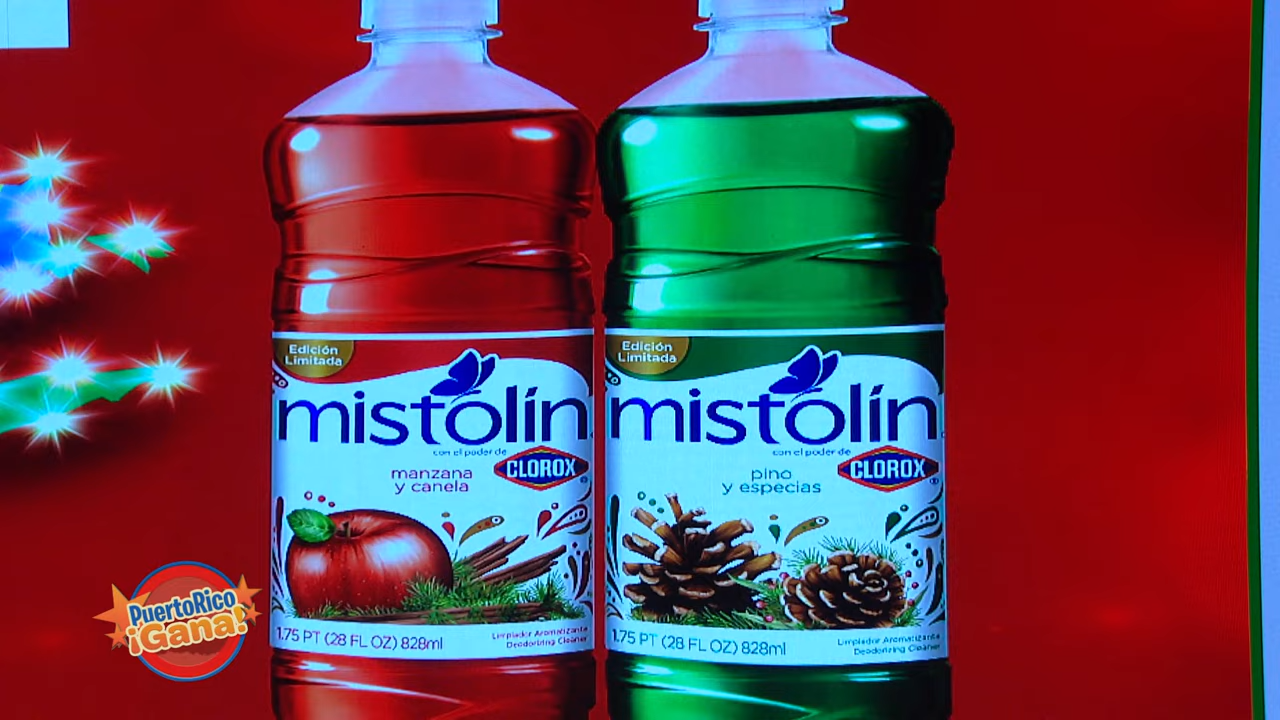 Edición
Limitada
mistolín
con el poder de
CLOROX
manzana
y canela
1.75 PT (28 FL OZ) 828ml
Limpiador Aromatizante
Deodorizing Cleaner
Edición
Limitada
mistolín
con el poder de
CLOROX
pino
y especias
1.75 PT (28 FL OZ) 828ml
Limpiador Aromatizante
Deodorizing Cleaner
PuertoRico
¡Gana!